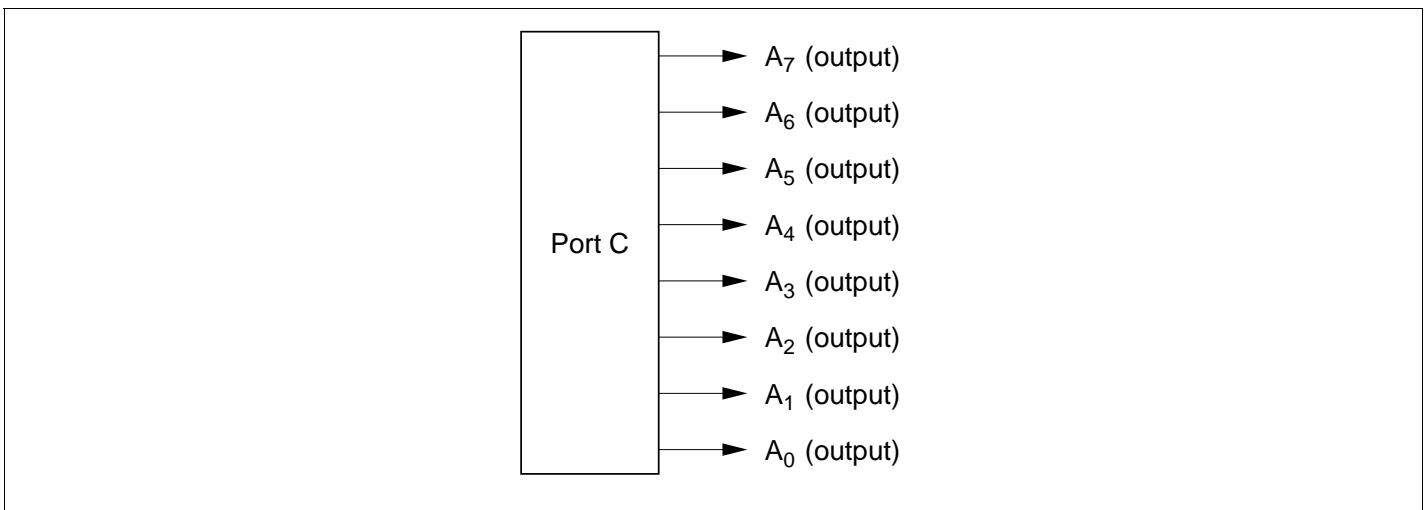 A7 (output)
A6 (output)
A5 (output)
A4 (output)
Port C
A3 (output)
A2 (output)
A1 (output)
A0 (output)